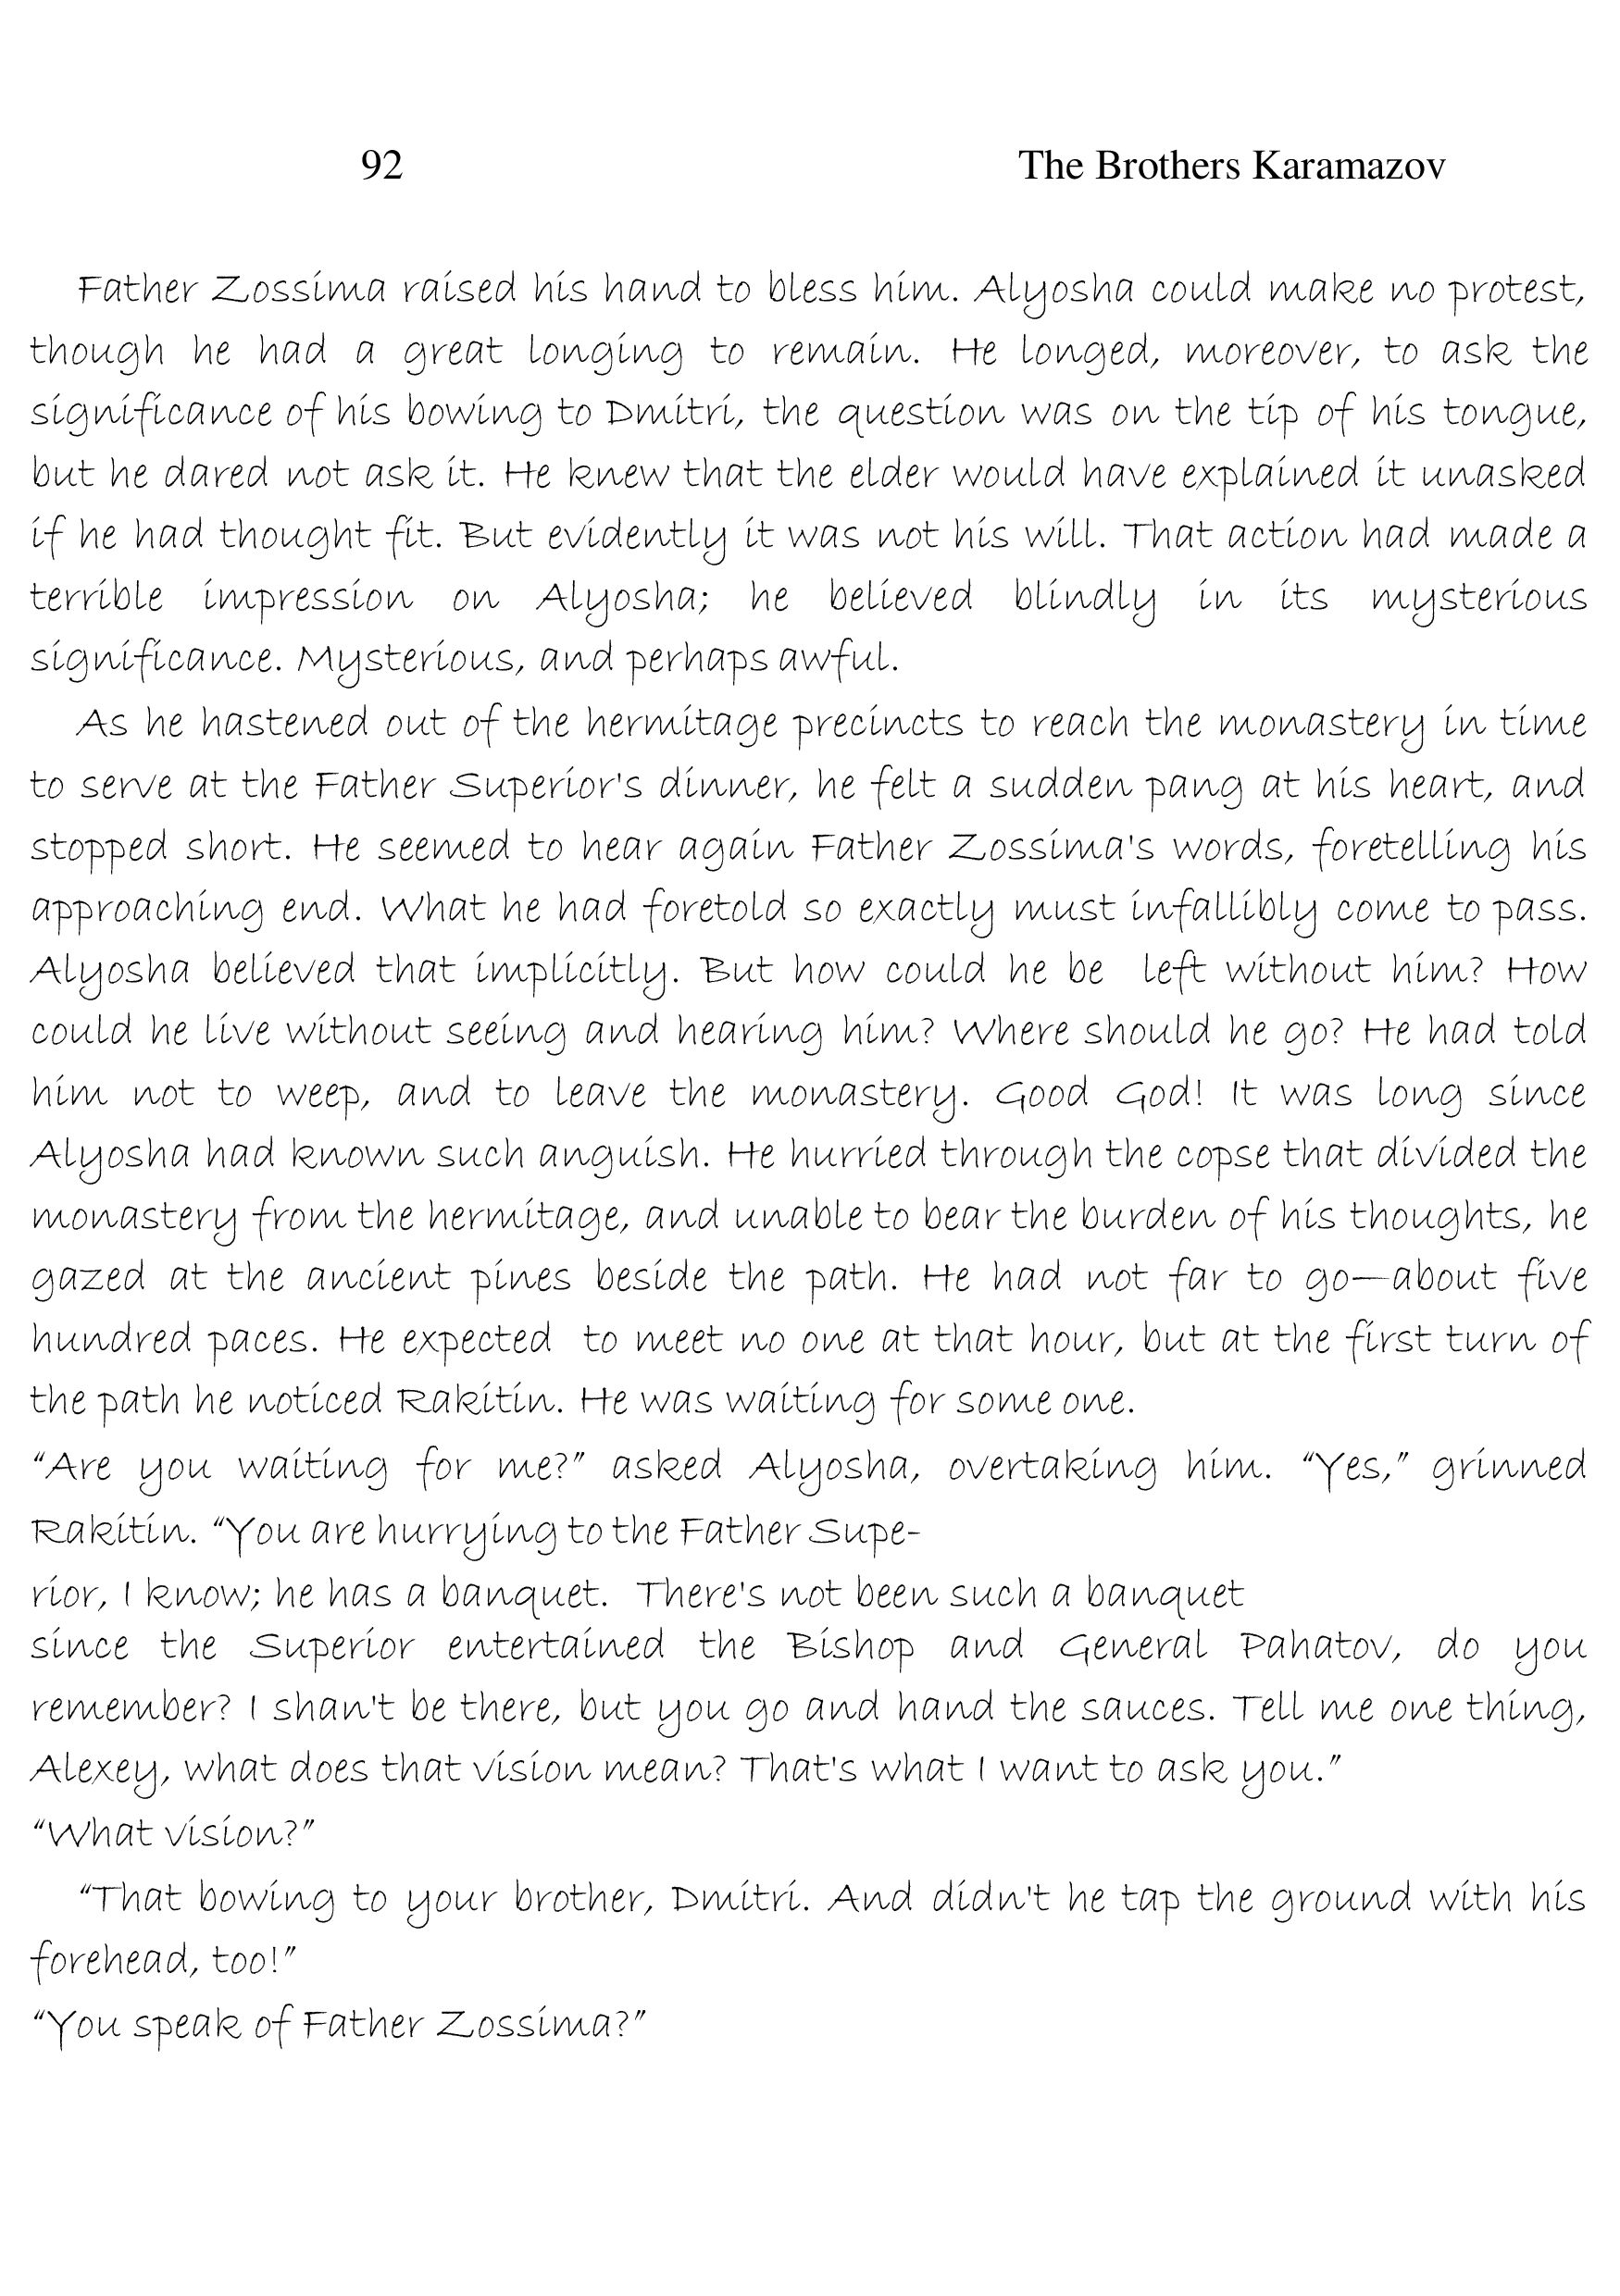 92 The Brothers Karamazov
Father Zossima raised his hand to bless him. Alyosha could make no protest,
though he had a great longing to remain. He longed, moreover, to ask the
significance of his bowing to Dmitri, the question was on the tip of his tongue,
but he dared not ask it. He knew that the elder would have explained it unasked
if he had thought fit. But evidently it was not his will. That action had made a
terrible impression on Alyosha; he believed blindly in its mysterious
significance. Mysterious, and perhaps awful.
As he hastened out of the hermitage precincts to reach the monastery in time
to serve at the Father Superior's dinner, he felt a sudden pang at his heart, and
stopped short. He seemed to hear again Father Zossima's words, foretelling his
approaching end. What he had foretold so exactly must infallibly come to pass.
Alyosha believed that implicitly. But how could he be left without him? How
could he live without seeing and hearing him? Where should he go? He had told
him not to weep, and to leave the monastery. Good God! It was long since
Alyosha had known such anguish. He hurried through the copse that divided the
monastery from the hermitage, and unable to bear the burden of his thoughts, he
gazed at the ancient pines beside the path. He had not far to go—about five
hundred paces. He expected to meet no one at that hour, but at the first turn of
the path he noticed Rakitin. He was waiting for some one.
“Are you waiting for me?” asked Alyosha, overtaking him. “Yes,” grinned
Rakitin. “You are hurrying to the Father Supe-
rior, I know; he has a banquet. There's not been such a banquet
since the Superior entertained the Bishop and General Pahatov, do you
remember? I shan't be there, but you go and hand the sauces. Tell me one thing,
Alexey, what does that vision mean? That's what I want to ask you.”
“What vision?”
“That bowing to your brother, Dmitri. And didn't he tap the ground with his
forehead, too!”
“You speak of Father Zossima?”